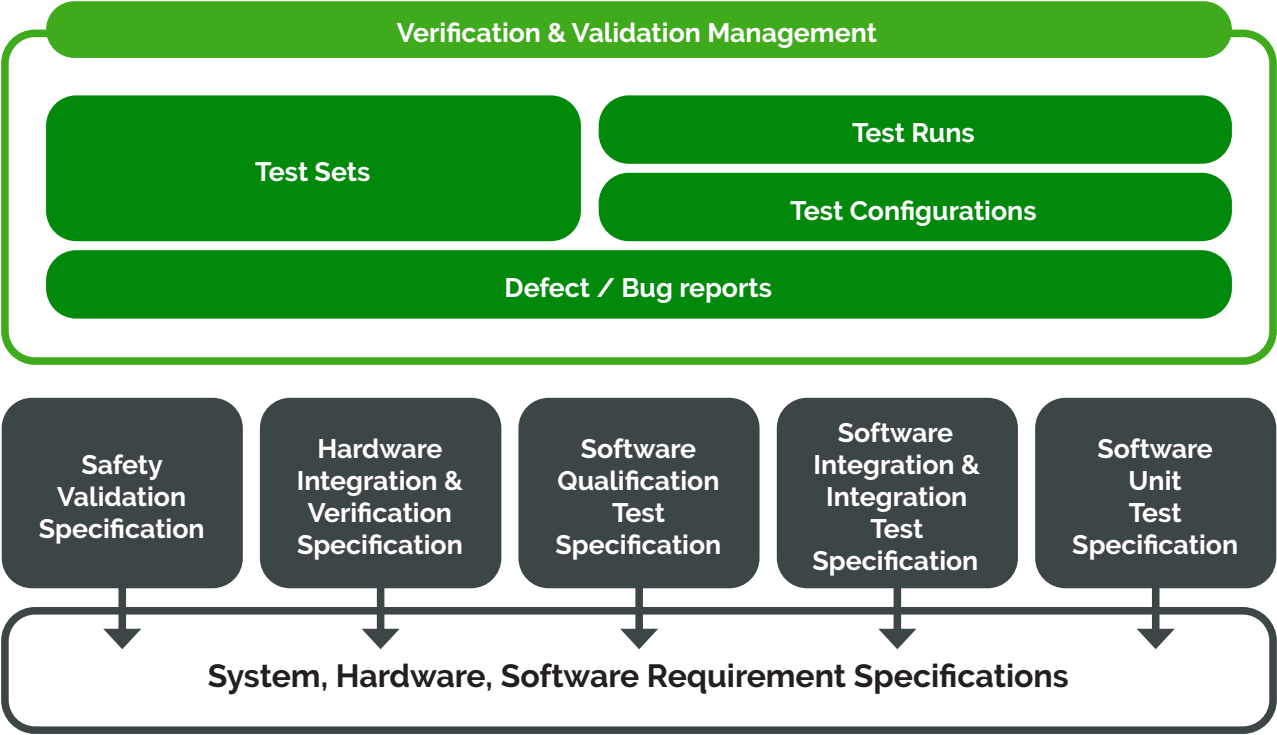 Verification & Validation Management
Test Sets
Test Runs
Test Configurations
Defect / Bug reports
Safety
Validation
Specification
Hardware
Integration &
Verification
Specification
Software
Qualification
Test
Specification
Software
Integration &
Integration
Test
Specification
Software
Unit
Test
Specification
System, Hardware, Software Requirement Specifications